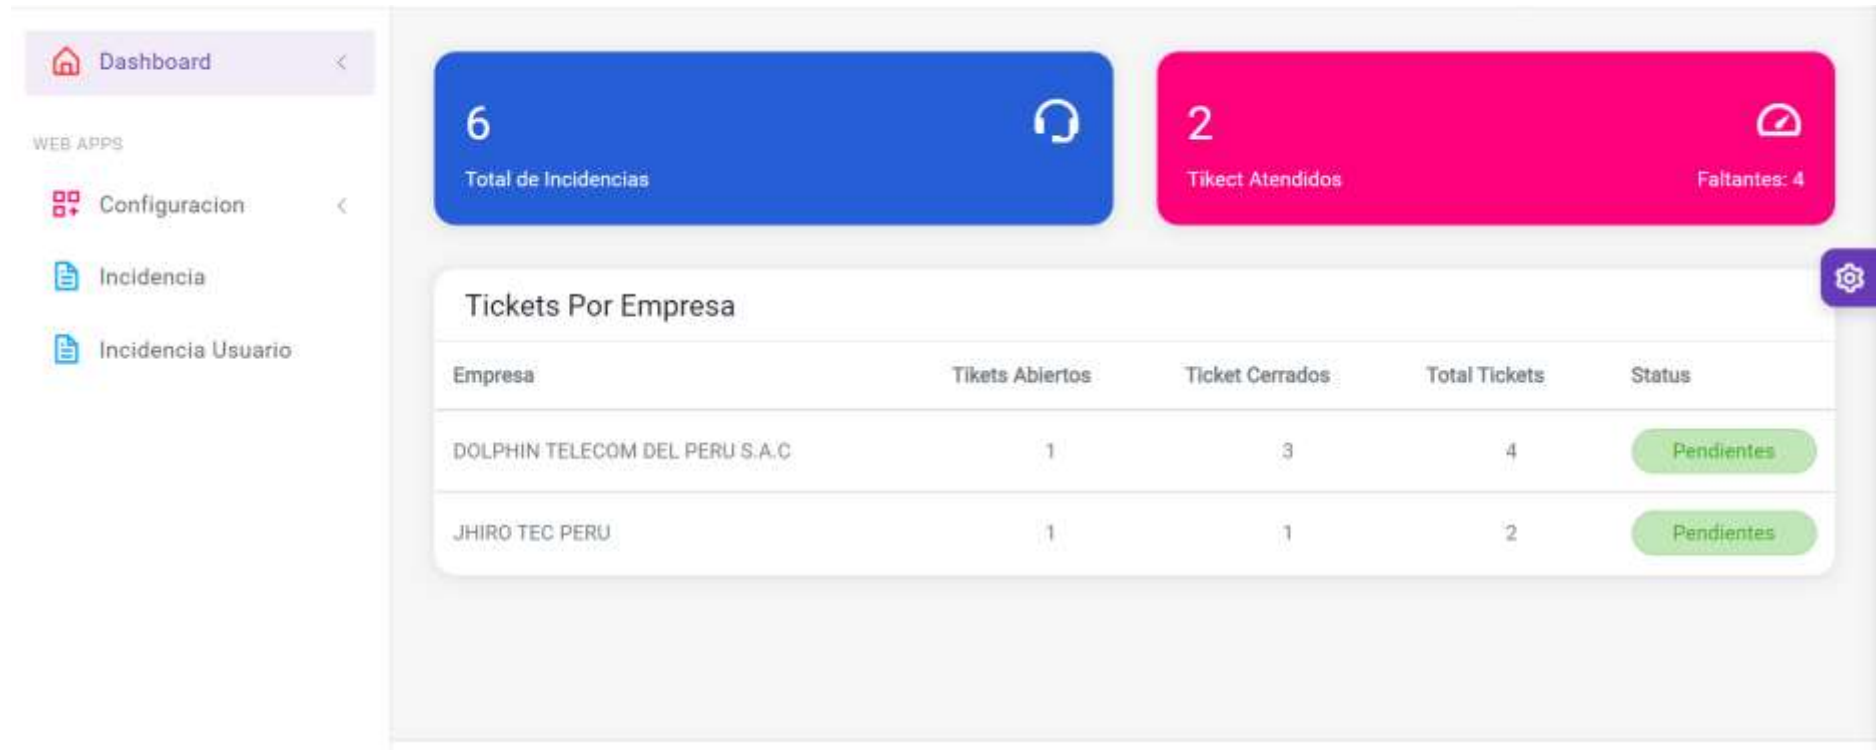 Dashboard
WEB APPS
Configuracion
Incidencia
Incidencia Usuario
6
Total de Incidencias
2
Tikect Atendidos
Faltantes: 4
Tickets Por Empresa
Empresa Tikets Abiertos Ticket Cerrados Total Tickets Status
DOLPHIN TELECOM DEL PERU S.A.C 1 3 4 Pendientes
JHIRO TEC PERU 1 1 2 Pendientes